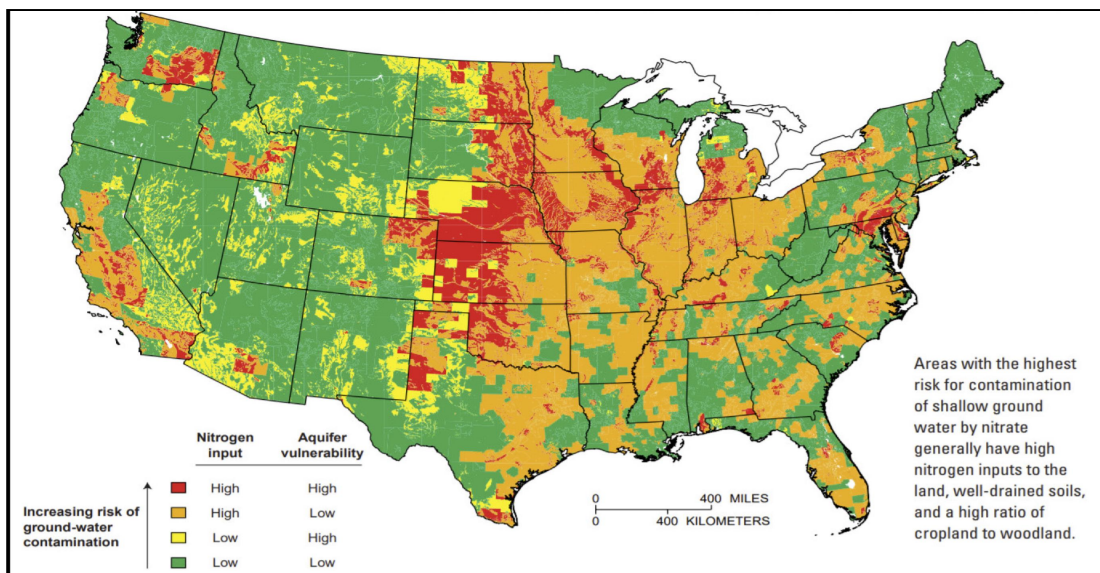 Areas with the highest
risk for contamination
of shallow ground
water by nitrate
generally have high
nitrogen inputs to the
land, well-drained soils,
and a high ratio of
cropland to woodland.
Nitrogen input Aquifer vulnerability
High High
High Low
Low High
Low Low
Increasing risk of
ground-water
contamination
0 400 MILES
0 400 KILOMETERS